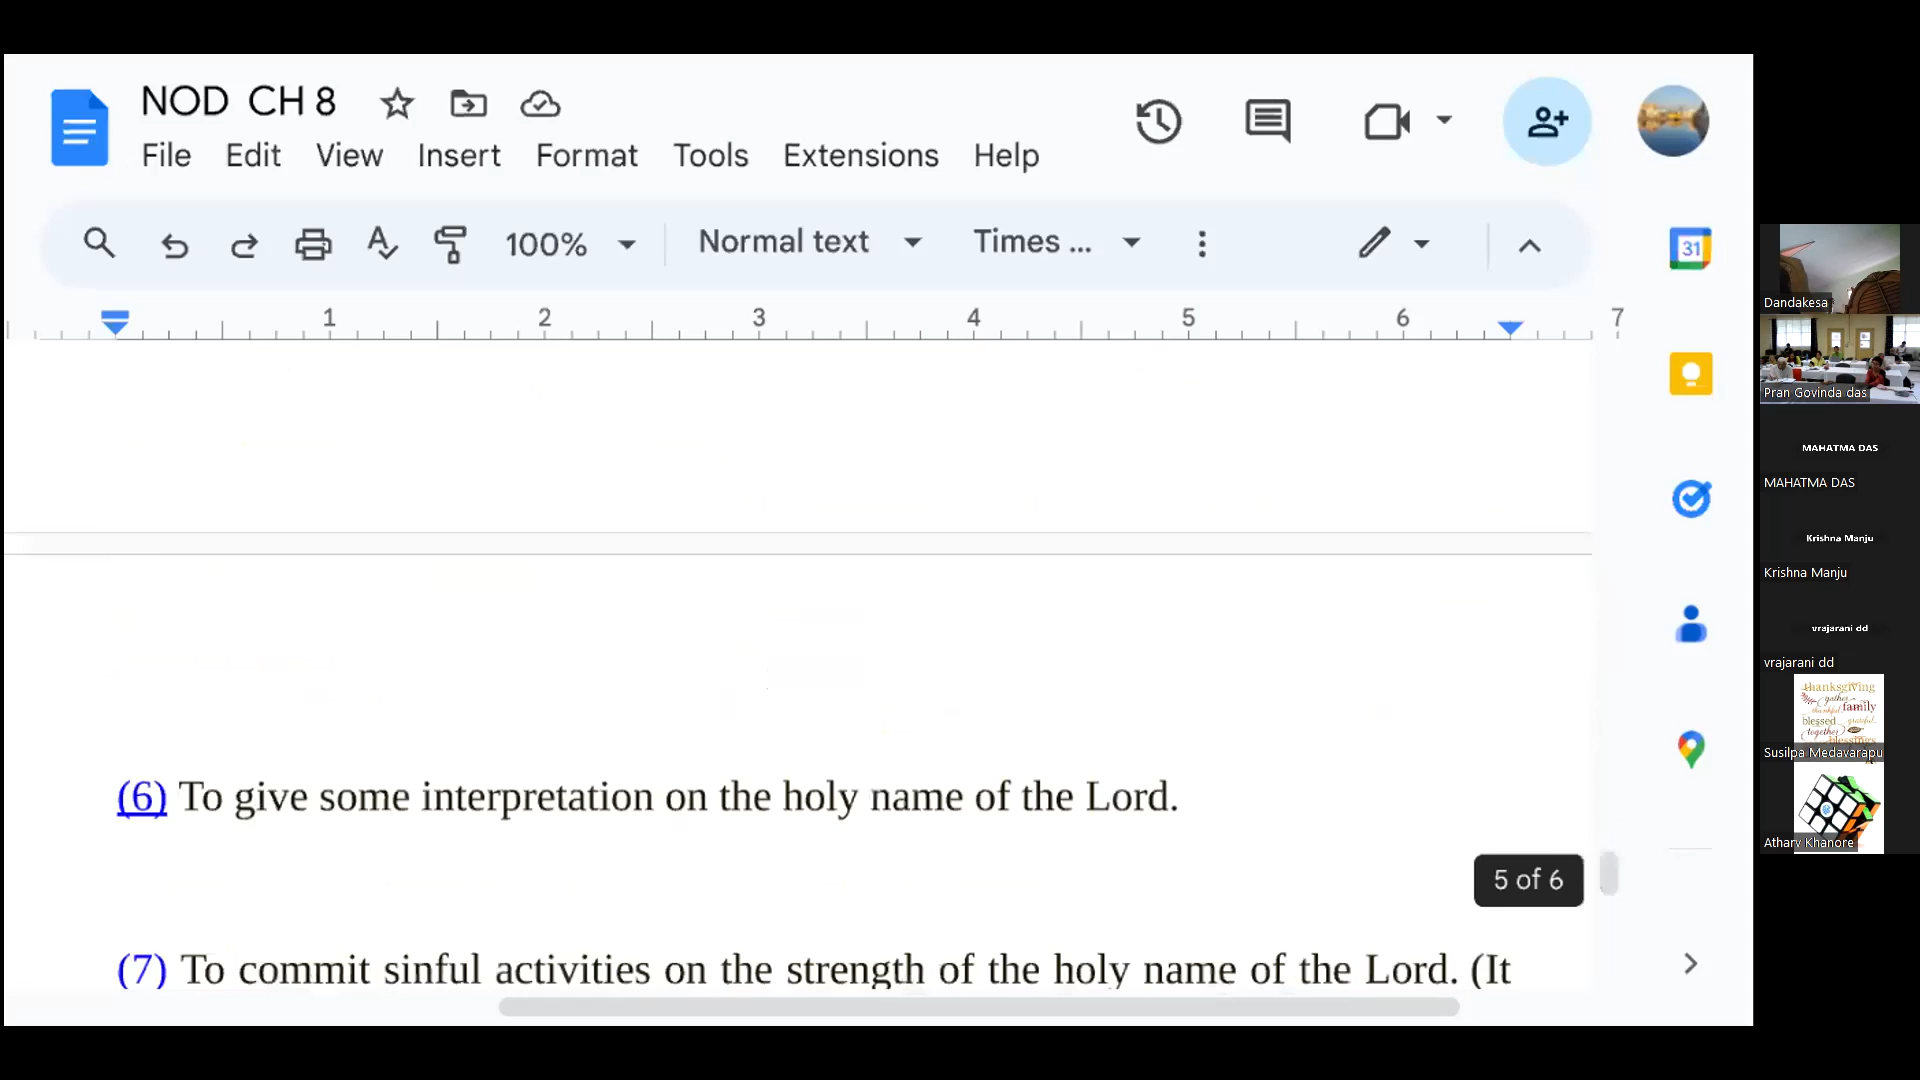 NOD CH 8
File Edit View Insert Format Tools Extensions Help
100% Normal text Times ...
31
1 2 3 4 5 6 7
(6) To give some interpretation on the holy name of the Lord.
5 of 6
(7) To commit sinful activities on the strength of the holy name of the Lord. (It
Dandakesa
Pran Govinda das
MAHATMA DAS
MAHATMA DAS
Krishna Manju
Krishna Manju
vrajarani dd
vrajarani dd
thanksgiving
gather
family
blessed grateful
together
blessings
Susilpa Medavarapu
Atharv Khanore